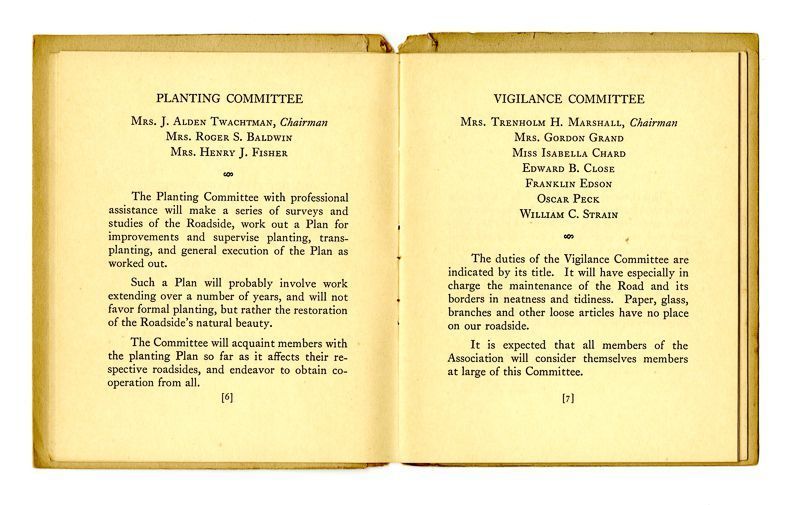 PLANTING COMMITTEE
Mrs. J. Alden Twachtman, Chairman
Mrs. Roger S. Baldwin
Mrs. Henry J. Fisher
The Planting Committee with professional
assistance will make a series of surveys and
studies of the Roadside, work out a Plan for
improvements and supervise planting, trans-
planting, and general execution of the Plan as
worked out.
Such a Plan will probably involve work
extending over a number of years, and will not
favor formal planting, but rather the restoration
of the Roadside's natural beauty.
The Committee will acquaint members with
the planting Plan so far as it affects their re-
spective roadsides, and endeavor to obtain co-
operation from all.
[6]
VIGILANCE COMMITTEE
Mrs. Trenholm H. Marshall, Chairman
Mrs. Gordon Grand
Miss Isabella Chard
Edward B. Close
Franklin Edson
Oscar Peck
William C. Strain
The duties of the Vigilance Committee are
indicated by its title. It will have especially in
charge the maintenance of the Road and its
borders in neatness and tidiness. Paper, glass,
branches and other loose articles have no place
on our roadside.
It is expected that all members of the
Association will consider themselves members
at large of this Committee.
[7]